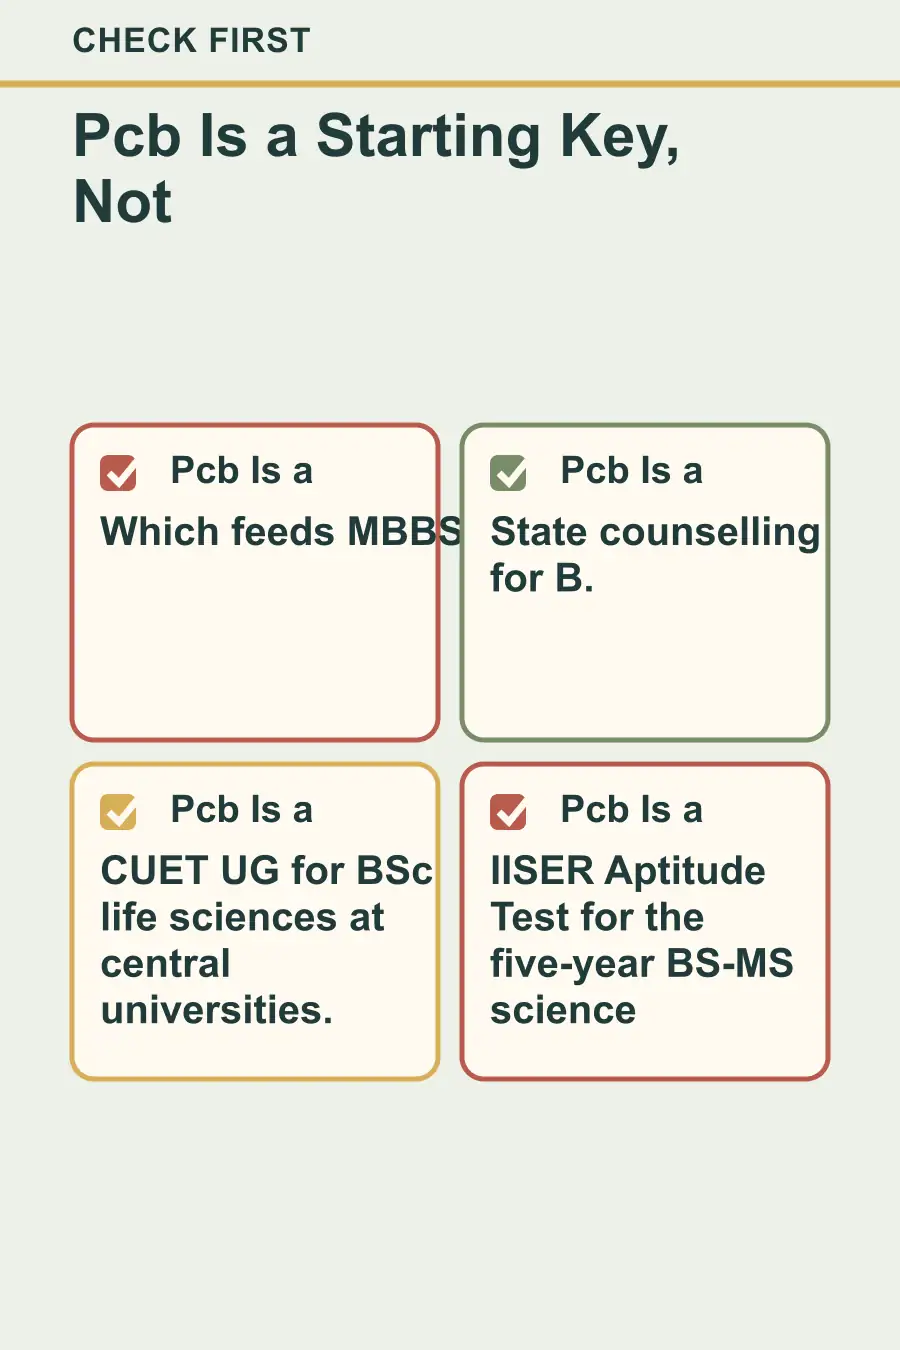 CHECK FIRST
Pcb Is a Starting Key,
Not
Pcb Is a
Which feeds MBBS
Pcb Is a
State counselling
for B.
Pcb Is a
CUET UG for BSc
life sciences at
central
universities.
Pcb Is a
IISER Aptitude
Test for the
five-year BS-MS
science